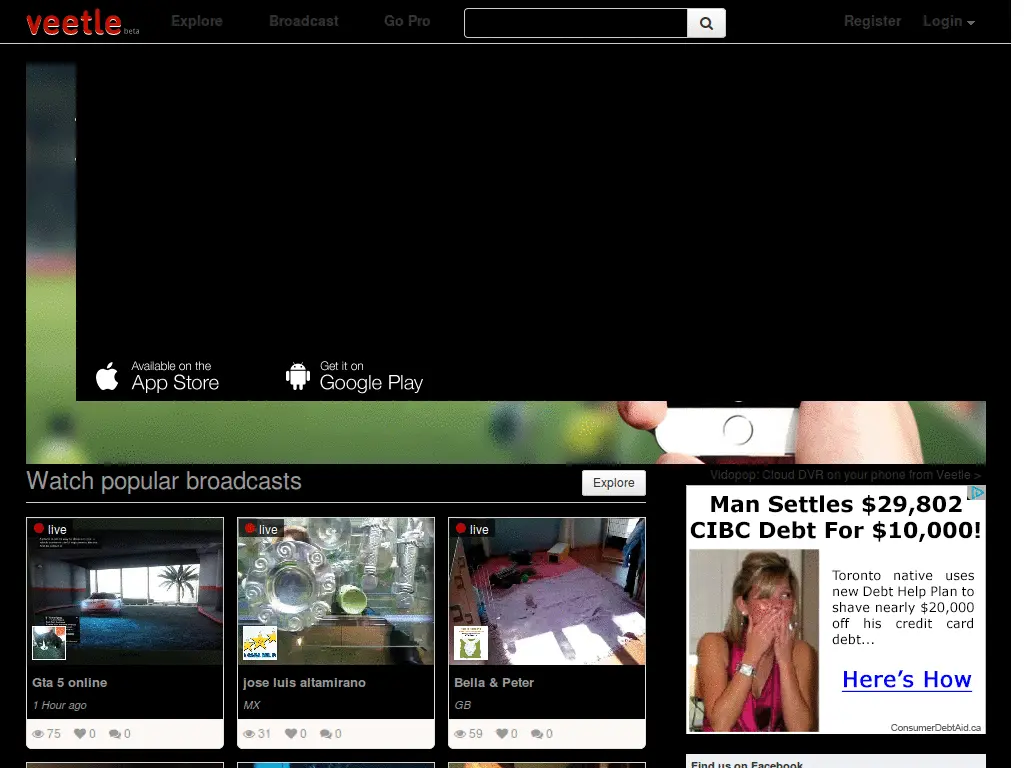 veetle beta
Explore
Broadcast
Go Pro
Register
Login
Available on the
App Store
Get it on
Google Play
Watch popular broadcasts
Explore
Vidopop: Cloud DVR on your phone from Veetle >
live
live
live
Gta 5 online
1 Hour ago
75
0
0
jose luis altamirano
MX
31
0
0
Bella & Peter
GB
59
0
0
Man Settles $29,802
CIBC Debt For $10,000!
Toronto native uses
new Debt Help Plan to
shave nearly $20,000
off his credit card
debt...
Here's How
ConsumerDebtAid.ca
Find us on Facebook